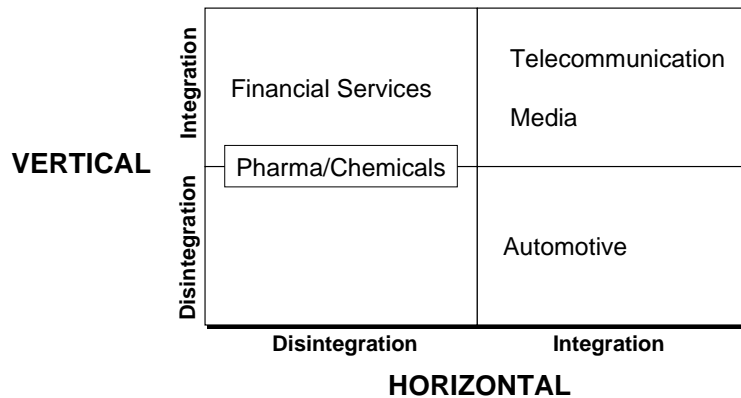 Integration
Telecommunication
Financial Services
Media
VERTICAL
Pharma/Chemicals
Disintegration
Automotive
Disintegration
Integration
HORIZONTAL